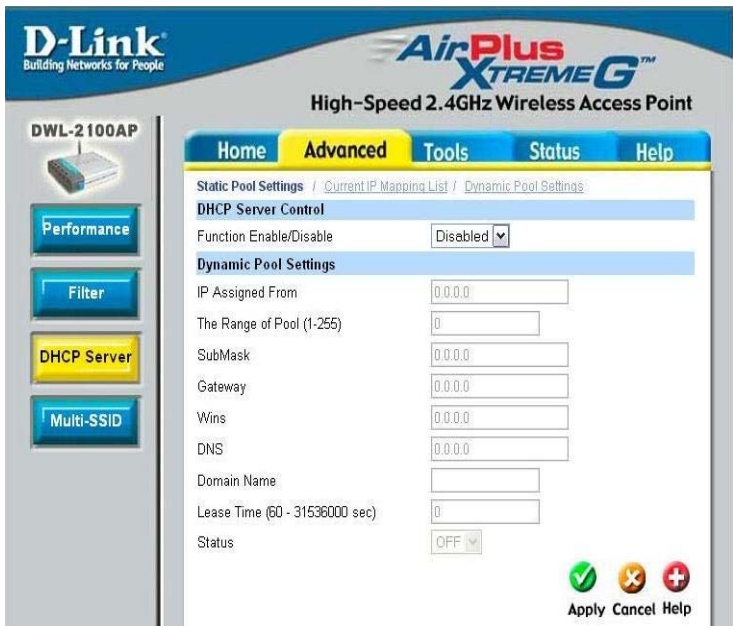 D-Link
Building Networks for People
AirPlus
XTREME G™
High-Speed 2.4GHz Wireless Access Point
DWL-2100AP
Home Advanced Tools Status Help
Static Pool Settings / Current IP Mapping List / Dynamic Pool Settings
DHCP Server Control
Function Enable/Disable Disabled
Dynamic Pool Settings
IP Assigned From 0.0.0.0
The Range of Pool (1-255) 0
SubMask 0.0.0.0
Gateway 0.0.0.0
Wins 0.0.0.0
DNS 0.0.0.0
Domain Name
Lease Time (60 - 31536000 sec) 0
Status OFF
Performance
Filter
DHCP Server
Multi-SSID
Apply Cancel Help